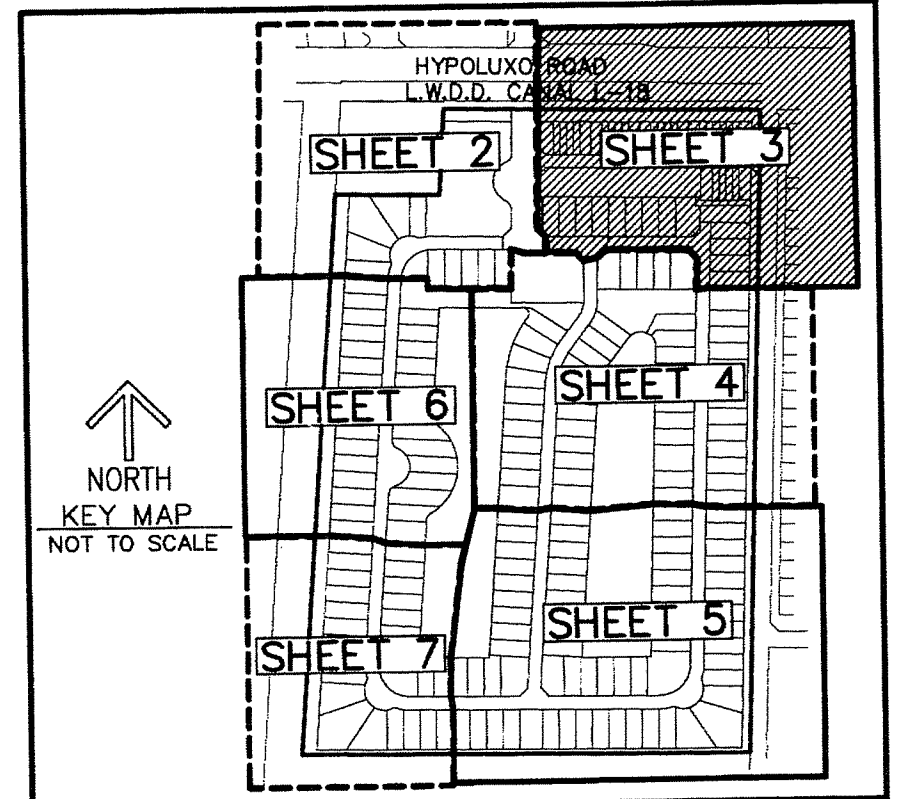 HYPOLUXO ROAD
L.W.D.D. CANAL L-18
SHEET 2
SHEET 3
SHEET 4
SHEET 6
NORTH
KEY MAP
NOT TO SCALE
SHEET 5
SHEET 7